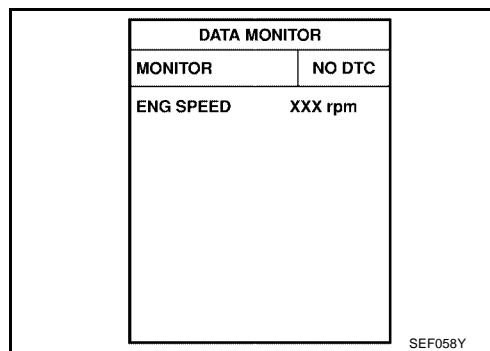 DATA MONITOR
MONITOR NO DTC
ENG SPEED XXX rpm
SEF058Y